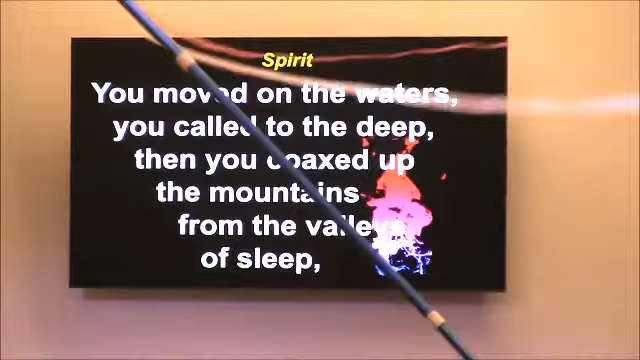 Spirit
You moved on the waters,
you called to the deep,
then you coaxed up
the mountains
from the valleys
of sleep,